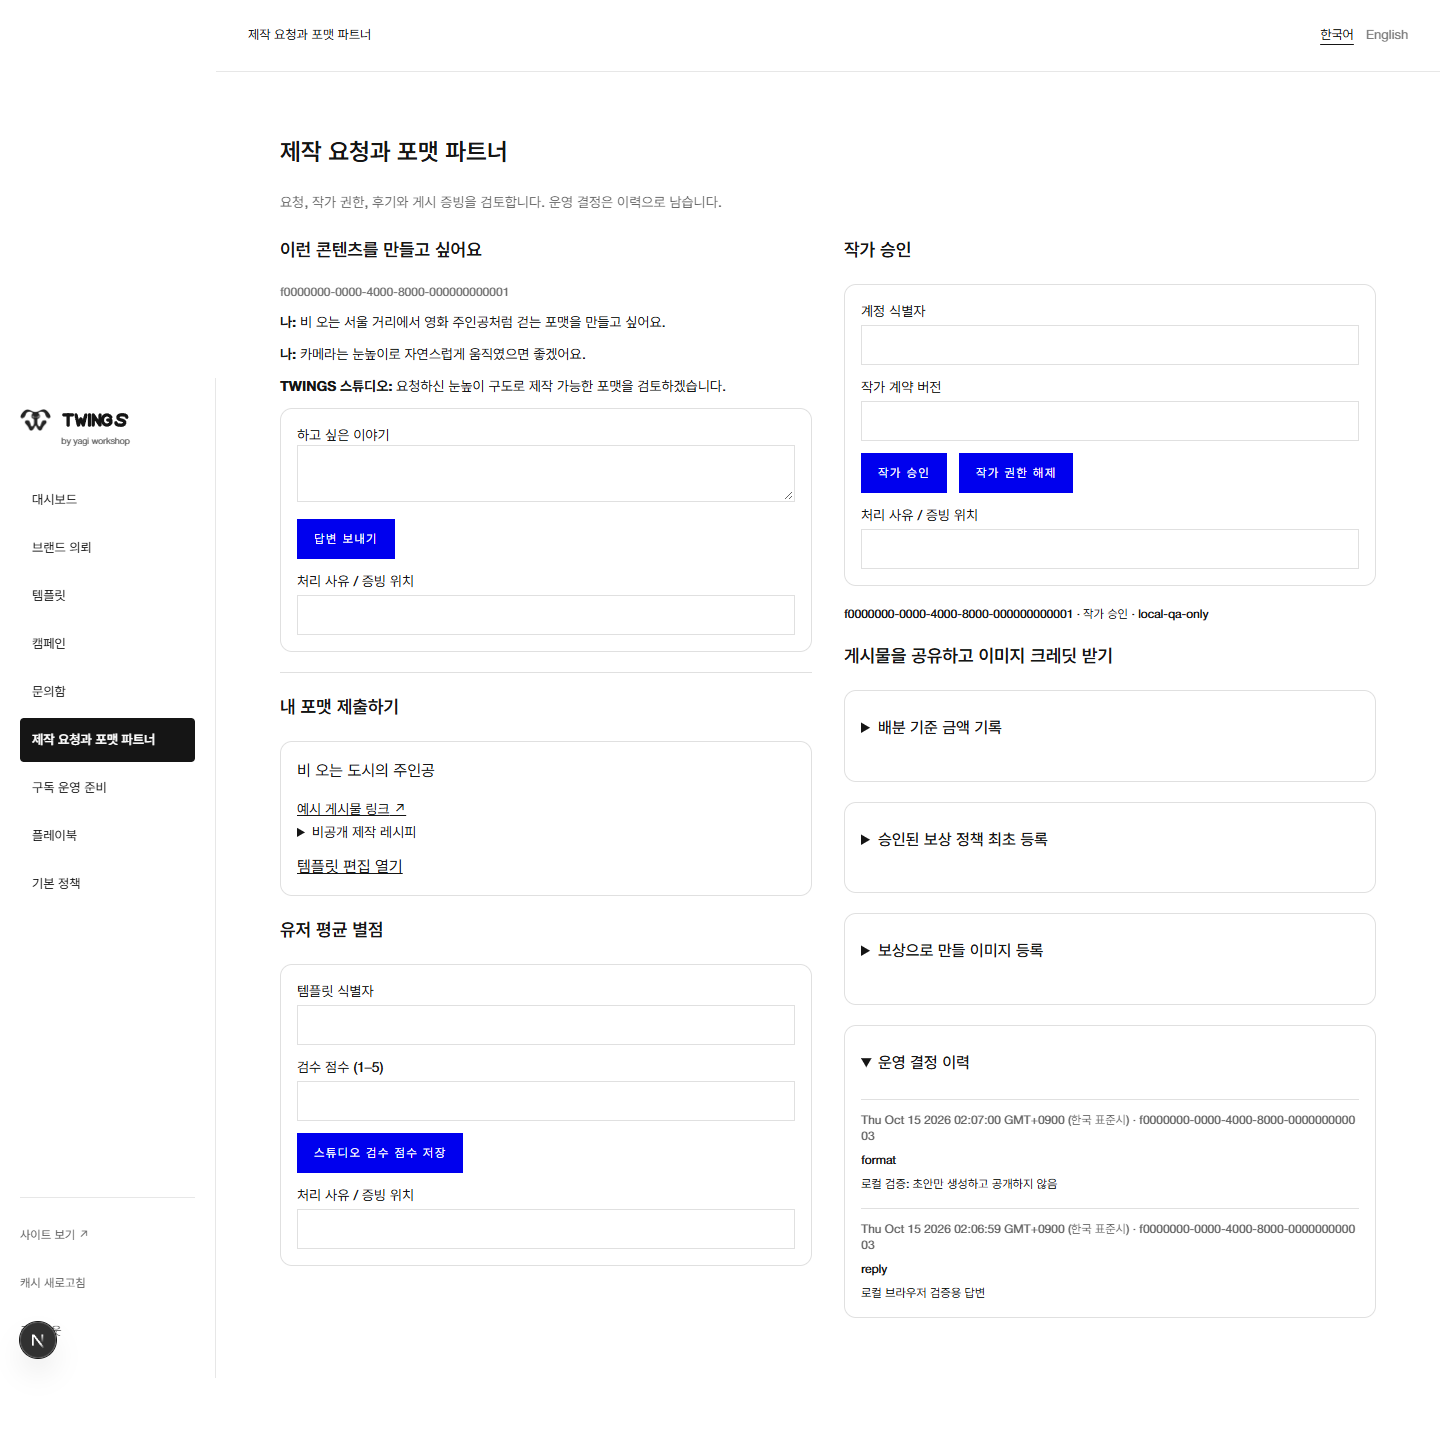 제작 요청과 포맷 파트너
한국어 English
TWINGS
by yagi workshop
대시보드
브랜드 의뢰
템플릿
캠페인
문의함
제작 요청과 포맷 파트너
구독 운영 준비
플레이북
기본 정책
사이트 보기 ↗
캐시 새로고침
N
제작 요청과 포맷 파트너
요청, 작가 권한, 후기와 게시 증빙을 검토합니다. 운영 결정은 이력으로 남습니다.
이런 콘텐츠를 만들고 싶어요
f0000000-0000-4000-8000-000000000001
나: 비 오는 서울 거리에서 영화 주인공처럼 걷는 포맷을 만들고 싶어요.
나: 카메라는 눈높이로 자연스럽게 움직였으면 좋겠어요.
TWINGS 스튜디오: 요청하신 눈높이 구도로 제작 가능한 포맷을 검토하겠습니다.
하고 싶은 이야기
답변 보내기
처리 사유 / 증빙 위치
내 포맷 제출하기
비 오는 도시의 주인공
예시 게시물 링크 ↗
▶ 비공개 제작 레시피
템플릿 편집 열기
유저 평균 별점
템플릿 식별자
검수 점수 (1–5)
스튜디오 검수 점수 저장
처리 사유 / 증빙 위치
작가 승인
계정 식별자
작가 계약 버전
작가 승인 작가 권한 해제
처리 사유 / 증빙 위치
f0000000-0000-4000-8000-000000000001 · 작가 승인 · local-qa-only
게시물을 공유하고 이미지 크레딧 받기
▶ 배분 기준 금액 기록
▶ 승인된 보상 정책 최초 등록
▶ 보상으로 만들 이미지 등록
▼ 운영 결정 이력
Thu Oct 15 2026 02:07:00 GMT+0900 (한국 표준시) · f0000000-0000-4000-8000-0000000000
03
format
로컬 검증: 초안만 생성하고 공개하지 않음
Thu Oct 15 2026 02:06:59 GMT+0900 (한국 표준시) · f0000000-0000-4000-8000-0000000000
03
reply
로컬 브라우저 검증용 답변